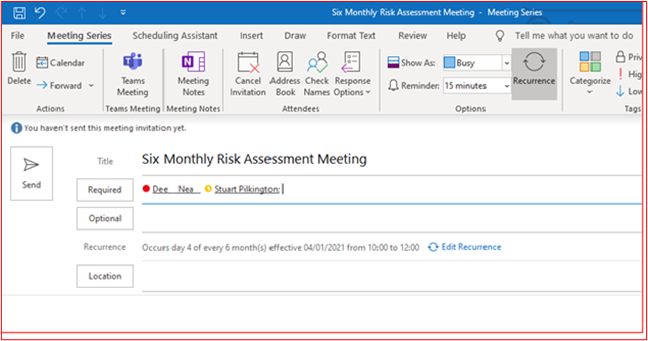 Six Monthly Risk Assessment Meeting - Meeting Series
File Meeting Series Scheduling Assistant Insert Draw Format Text Review Help Tell me what you want to do
Delete Calendar Forward Teams Meeting Meeting Notes Cancel Invitation Address Book Check Names Response Options Show As: Busy Reminder: 15 minutes Recurrence Categorize
Actions Teams Meeting Meeting Notes Attendees Options Tags
You haven't sent this meeting invitation yet.
Send
Title Six Monthly Risk Assessment Meeting
Required Dee Nea Stuart Pilkington;
Optional
Recurrence Occurs day 4 of every 6 month(s) effective 04/01/2021 from 10:00 to 12:00 Edit Recurrence
Location